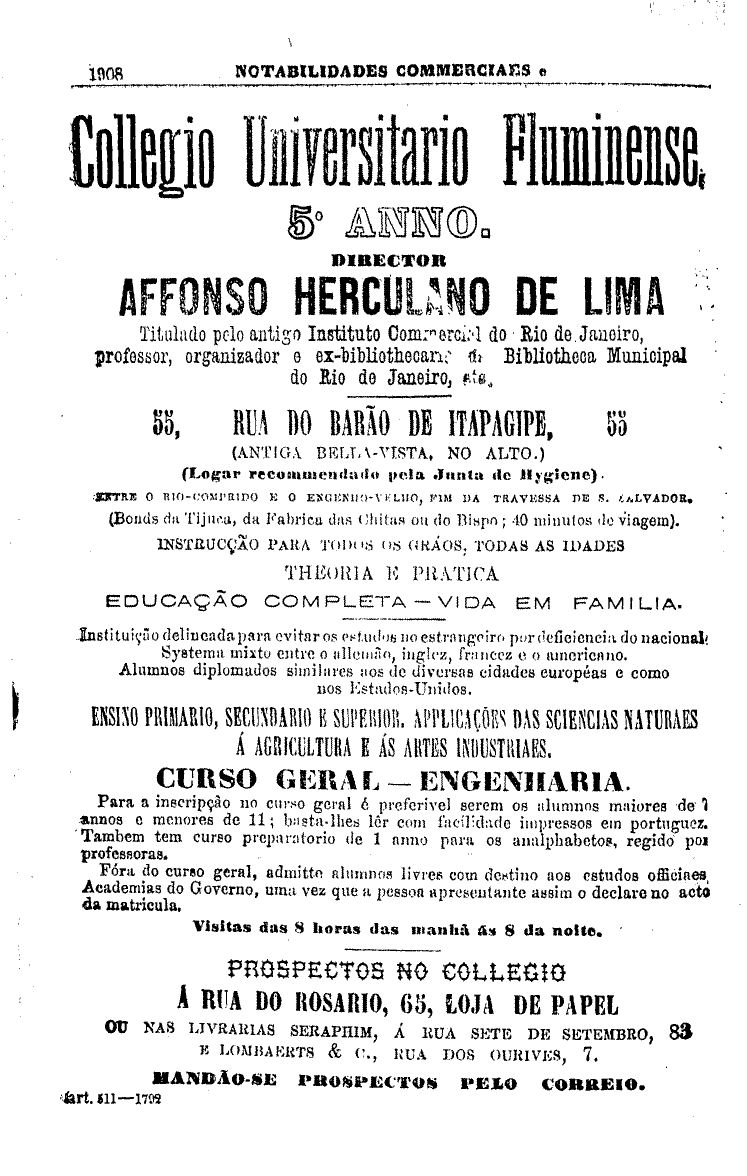 1908 NOTABILIDADES COMMERCIAES e
Collegio Universitario Fluminense.
5º ANNO.
DIRECTOR
AFFONSO HERCULANO DE LIMA
Titulado pelo antigo Instituto Commercial do Rio de Janeiro,
professor, organizador e ex-bibliothecario da Bibliotheca Municipal
do Rio de Janeiro, etc.
55, RUA DO BARÃO DE ITAPAGIPE, 55
(ANTIGA BELLA-VISTA, NO ALTO.)
(Logar recommendado pela Junta de Hygiene).
ENTRE O RIO-COMPRIDO E O ENGENHO-VELHO, FIM DA TRAVESSA DE S. SALVADOR.
(Bonds da Tijuca, da Fabrica das Chitas ou do Bispo; 40 minutos de viagem).
INSTRUCÇÃO PARA TODOS OS GRÁOS, TODAS AS IDADES
THEORIA E PRATICA
EDUCAÇÃO COMPLETA — VIDA EM FAMILIA.
Instituição delineada para evitar os estudos no estrangeiro por deficiencia do nacional:
Systema mixto entre o allemão, inglez, francez e o americano.
Alumnos diplomados similares aos de diversas cidades européas e como
nos Estados-Unidos.
ENSINO PRIMARIO, SECUNDARIO E SUPERIOR. APPLICAÇÕES DAS SCIENCIAS NATURAES
Á AGRICULTURA E ÁS ARTES INDUSTRIAES.
CURSO GERAL — ENGENHARIA.
Para a inscripção no curso geral é preferivel serem os alumnos maiores de 7
annos e menores de 11; basta-lhes lêr com facilidade impressos em portuguez.
Tambem tem curso preparatorio de 1 anno para os analphabetos, regido por
professoras.
Fóra do curso geral, admitte alumnos livres com destino aos estudos officiaes,
Academias do Governo, uma vez que a pessoa apresentante assim o declare no acto
da matricula.
Visitas das 8 horas das manhã ás 8 da noite.
PROSPECTOS NO COLLEGIO
Á RUA DO ROSARIO, 65, LOJA DE PAPEL
OU NAS LIVRARIAS SERAPHIM, Á RUA SETE DE SETEMBRO, 83
E LOMBAERTS & C., RUA DOS OURIVES, 7.
MANDÃO-SE PROSPECTOS PELO CORREIO.
Part. 511—1792